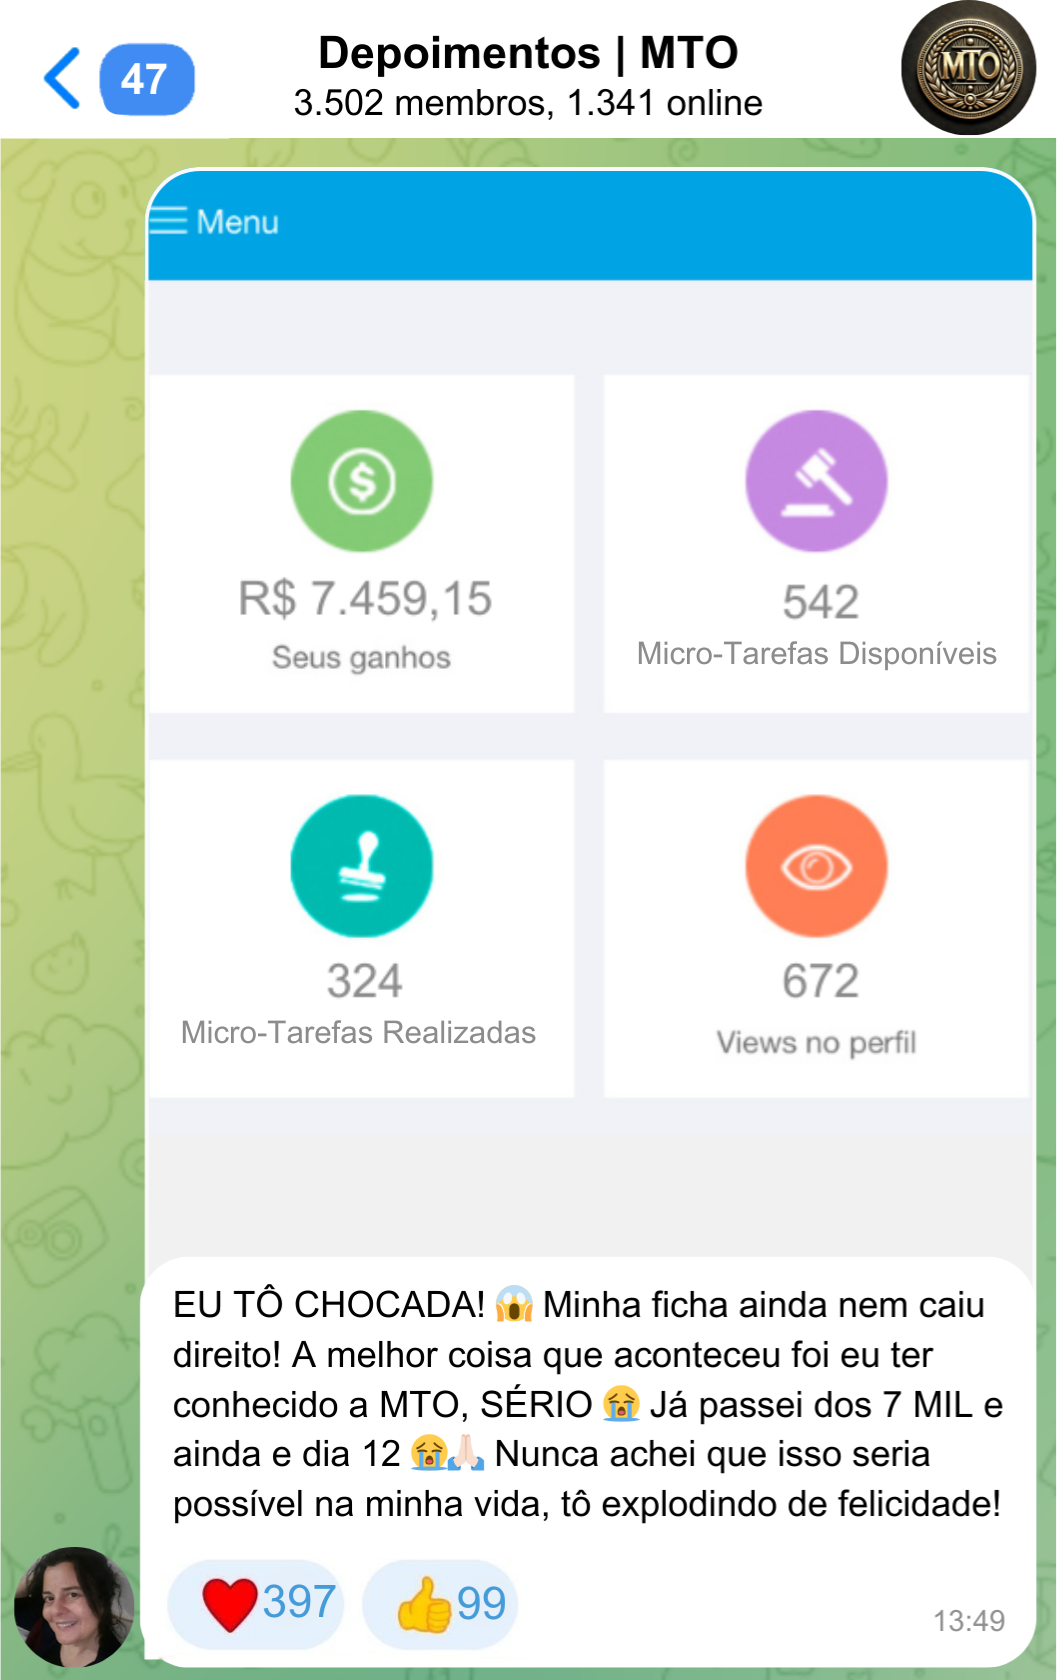 47
Depoimentos | MTO
3.502 membros, 1.341 online
MTO
Menu
R$ 7.459,15
Seus ganhos
542
Micro-Tarefas Disponíveis
324
Micro-Tarefas Realizadas
672
Views no perfil
EU TÔ CHOCADA! 😱 Minha ficha ainda nem caiu
direito! A melhor coisa que aconteceu foi eu ter
conhecido a MTO, SÉRIO 😭 Já passei dos 7 MIL e
ainda e dia 12 😭🙏🏻 Nunca achei que isso seria
possível na minha vida, tô explodindo de felicidade!
❤️397 👍99
13:49